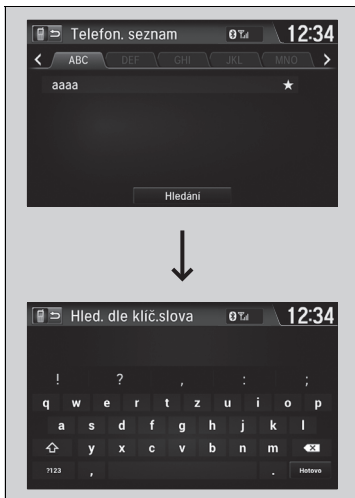 Telefon. seznam 12:34
ABC DEF GHI JKL MNO
aaaa
Hledání
Hled. dle klíč.slova 12:34
! ? , : ;
q w e r t z u i o p
a s d f g h j k l
y x c v b n m
?123 , . Hotovo